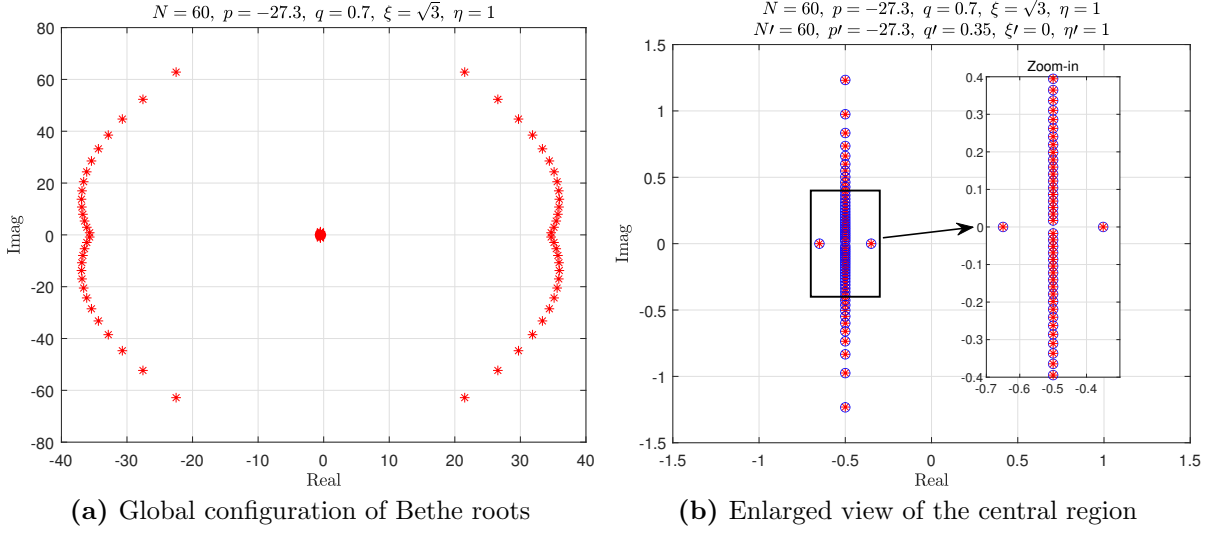 N = 60, p = −27.3, q = 0.7, ξ = √3, η = 1
80
60
40
20
0
-20
-40
-60
-80
Imag
-40 -30 -20 -10 0 10 20 30 40
Real
(a) Global configuration of Bethe roots
N = 60, p = −27.3, q = 0.7, ξ = √3, η = 1
N′ = 60, p′ = −27.3, q′ = 0.35, ξ′ = 0, η′ = 1
1.5
1
0.5
0
-0.5
-1
-1.5
Imag
-1.5 -1 -0.5 0 0.5 1 1.5
Real
Zoom-in
0.4
0.3
0.2
0.1
0
-0.1
-0.2
-0.3
-0.4
-0.7 -0.6 -0.5 -0.4
(b) Enlarged view of the central region